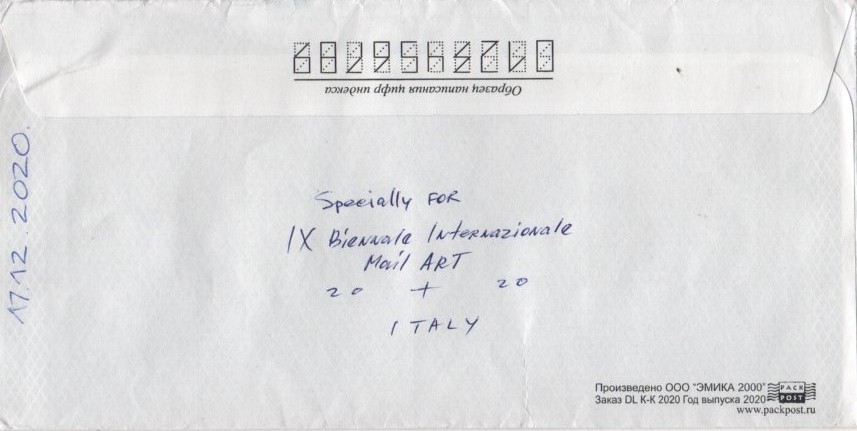 0123456789
Образец написания цифр индекса
17.12.2020.
Specially FOR
IX Biennale Internazionale
Mail ART
20 + 20
ITALY
Произведено ООО "ЭМИКА 2000"
Заказ DL К-К 2020 Год выпуска 2020
PACK
POST
www.packpost.ru